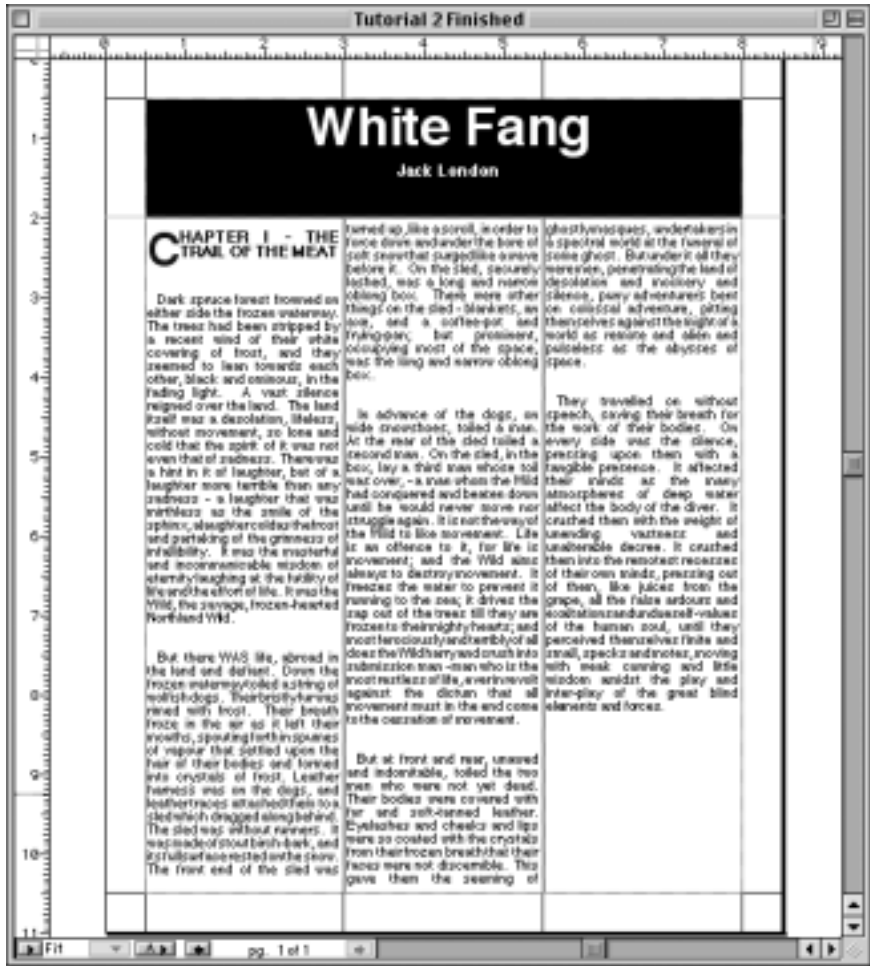 Tutorial 2 Finished
0 1 2 3 4 5 6 7 8 9
White Fang
Jack London
CHAPTER I - THE
TRAIL OF THE MEAT
Dark spruce forest frowned on
either side the frozen waterway.
The trees had been stripped by
a recent wind of their white
covering of frost, and they
seemed to lean towards each
other, black and ominous, in the
fading light. A vast silence
reigned over the land. The land
itself was a desolation, lifeless,
without movement, so lone and
cold that the spirit of it was not
even that of sadness. There was
a hint in it of laughter, but of a
laughter more terrible than any
sadness - a laughter that was
mirthless as the smile of the
sphinx, a laughter cold as the frost
and partaking of the grimness of
infallibility. It was the masterful
and incommunicable wisdom of
eternity laughing at the futility of
life and the effort of life. It was the
Wild, the savage, frozen-hearted
Northland Wild.
But there WAS life, abroad in
the land and defiant. Down the
frozen waterway toiled a string of
wolfish dogs. Their bristly fur was
rimed with frost. Their breath
froze in the air as it left their
mouths, spouting forth in spumes
of vapour that settled upon the
hair of their bodies and formed
into crystals of frost. Leather
harness was on the dogs, and
leather traces attached them to a
sled which dragged along behind.
The sled was without runners. It
was made of stout birch-bark, and
its full surface rested on the snow.
The front end of the sled was
turned up, like a scroll, in order to
force down and under the bore of
soft snow that surged like a wave
before it. On the sled, securely
lashed, was a long and narrow
oblong box. There were other
things on the sled - blankets, an
axe, and a coffee-pot and
frying-pan; but prominent,
occupying most of the space,
was the long and narrow oblong
box.
In advance of the dogs, on
wide snowshoes, toiled a man.
At the rear of the sled toiled a
second man. On the sled, in the
box, lay a third man whose toil
was over, - a man whom the Wild
had conquered and beaten down
until he would never move nor
struggle again. It is not the way of
the Wild to like movement. Life
is an offence to it, for life is
movement; and the Wild aims
always to destroy movement. It
freezes the water to prevent it
running to the sea; it drives the
sap out of the trees till they are
frozen to their mighty hearts; and
most ferociously and terribly of all
does the Wild harry and crush into
submission man - man who is the
most restless of life, ever in revolt
against the dictum that all
movement must in the end come
to the cessation of movement.
But at front and rear, unawed
and indomitable, toiled the two
men who were not yet dead.
Their bodies were covered with
fur and soft-tanned leather.
Eyelashes and cheeks and lips
were so coated with the crystals
from their frozen breath that their
faces were not discernible. This
gave them the seeming of
ghostly masques, undertakers in
a spectral world at the funeral of
some ghost. But under it all they
were men, penetrating the land of
desolation and mockery and
silence, puny adventurers bent
on colossal adventure, pitting
themselves against the might of a
world as remote and alien and
pulseless as the abysses of
space.
They travelled on without
speech, saving their breath for
the work of their bodies. On
every side was the silence,
pressing upon them with a
tangible presence. It affected
their minds as the many
atmospheres of deep water
affect the body of the diver. It
crushed them with the weight of
unending vastness and
unalterable decree. It crushed
them into the remotest recesses
of their own minds, pressing out
of them, like juices from the
grape, all the false ardours and
exaltations and undue self-values
of the human soul, until they
perceived themselves finite and
small, specks and motes, moving
with weak cunning and little
wisdom amidst the play and
inter-play of the great blind
elements and forces.
1
2
3
4
5
6
7
8
9
10
11
Fit A pg. 1 of 1